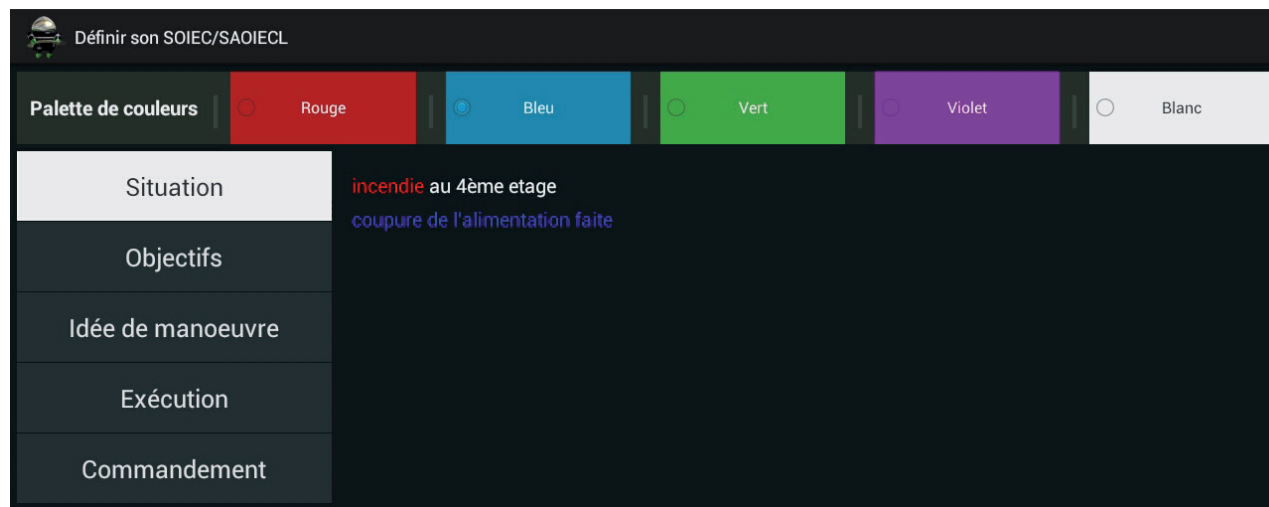 Définir son SOIEC/SAOIECL
Palette de couleurs
Rouge
Bleu
Vert
Violet
Blanc
Situation
Objectifs
Idée de manoeuvre
Exécution
Commandement
incendie au 4ème etage
coupure de l'alimentation faite